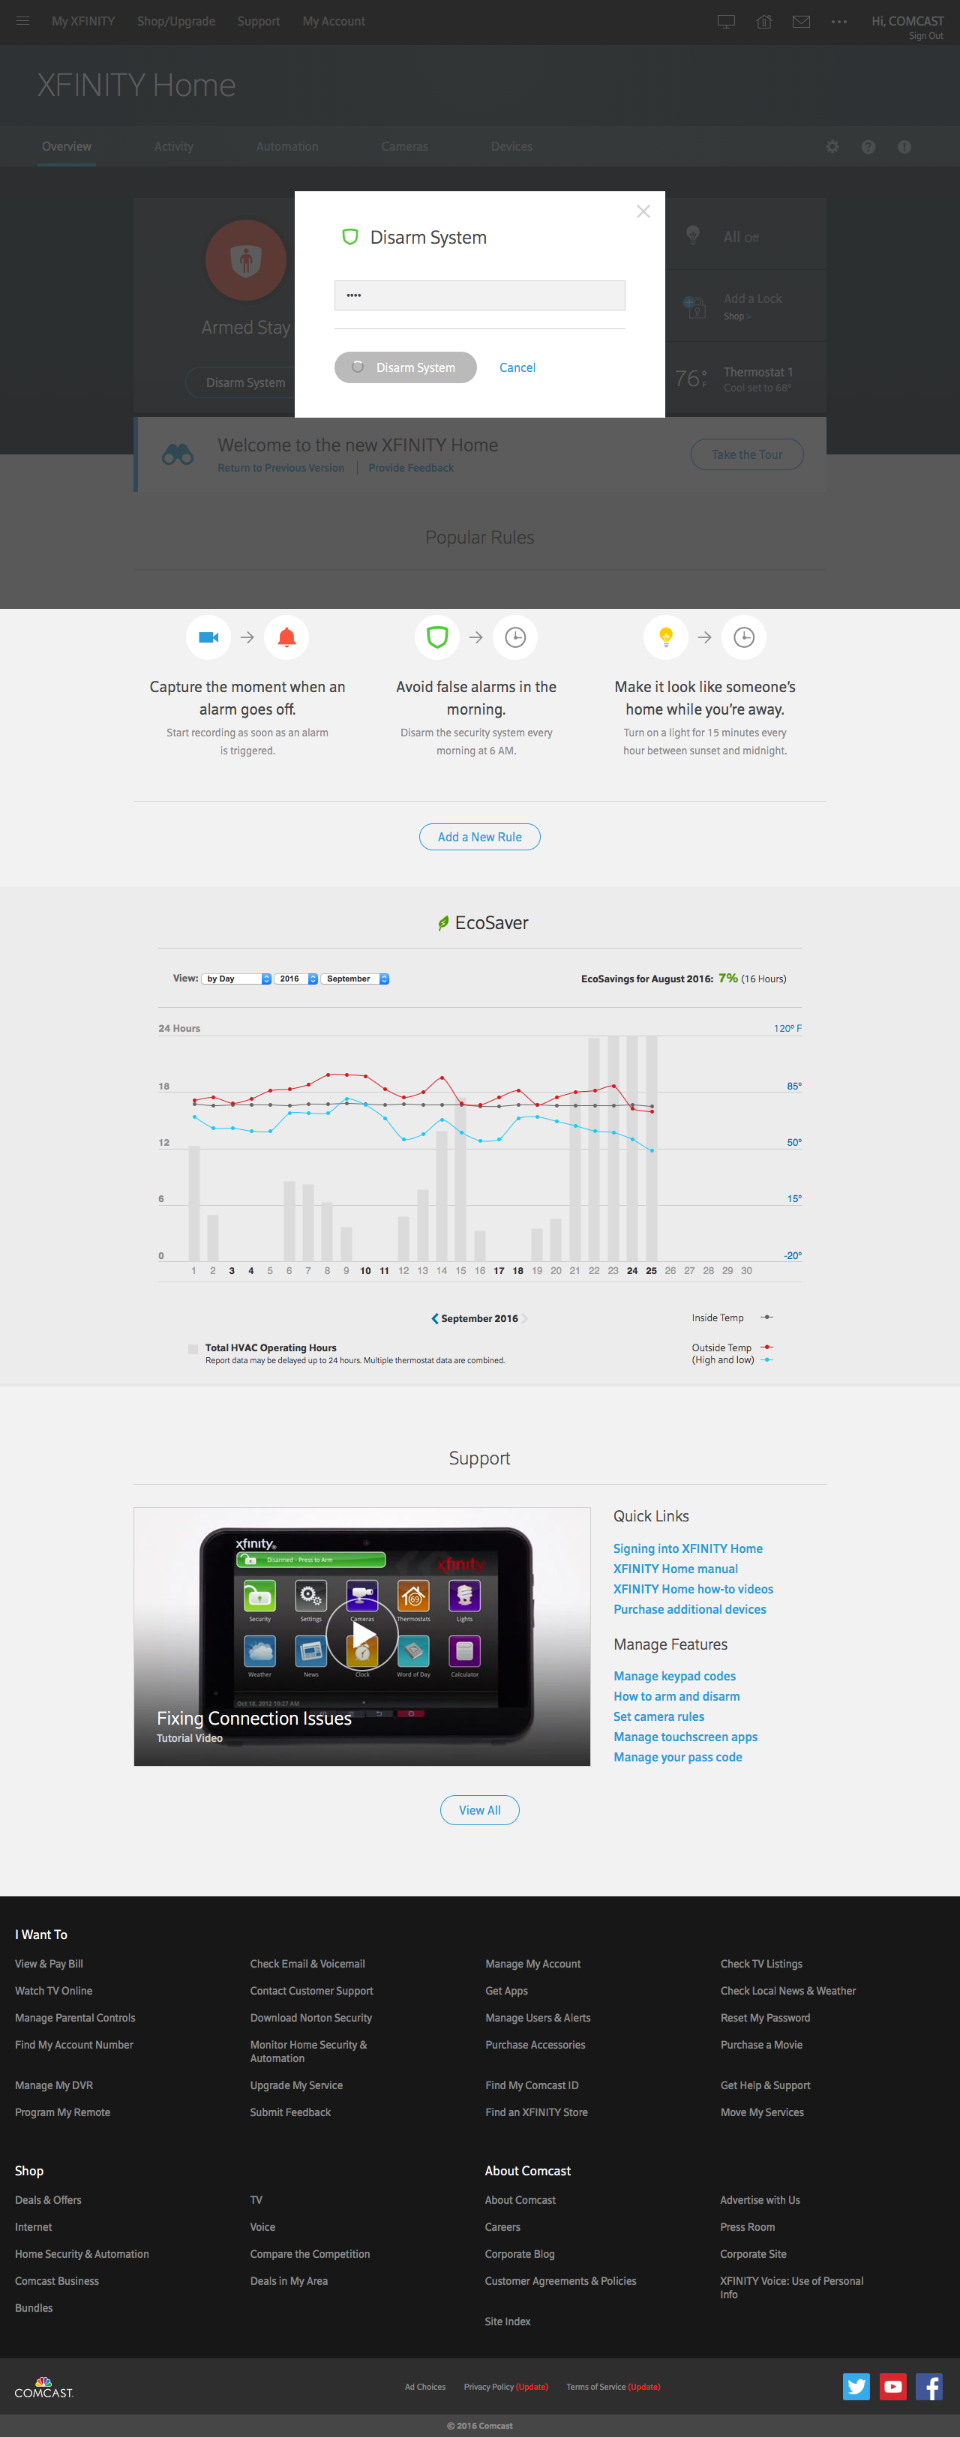 My XFINITY Shop/Upgrade Support My Account
Hi, COMCAST
Sign Out
XFINITY Home
Overview Activity Automation Cameras Devices
Disarm System
••••
Disarm System Cancel
Armed Stay
Disarm System
All Off
Add a Lock
Shop >
76°F
Thermostat 1
Cool set to 68°
Welcome to the new XFINITY Home
Return to Previous Version | Provide Feedback
Take the Tour
Popular Rules
Capture the moment when an
alarm goes off.
Start recording as soon as an alarm
is triggered.
Avoid false alarms in the
morning.
Disarm the security system every
morning at 6 AM.
Make it look like someone's
home while you're away.
Turn on a light for 15 minutes every
hour between sunset and midnight.
Add a New Rule
EcoSaver
View: by Day 2016 September
EcoSavings for August 2016: 7% (16 Hours)
24 Hours 120° F
18 85°
12 50°
6 15°
0 -20°
1 2 3 4 5 6 7 8 9 10 11 12 13 14 15 16 17 18 19 20 21 22 23 24 25 26 27 28 29 30
September 2016
Inside Temp
Total HVAC Operating Hours
Report data may be delayed up to 24 hours. Multiple thermostat data are combined.
Outside Temp
(High and low)
Support
xfinity
Disarmed - Press to Arm
xfinity
69
Security Settings Cameras Thermostats Lights
Weather News Clock Word of Day Calculator
Oct 18, 2012 10:27 AM
Fixing Connection Issues
Tutorial Video
Quick Links
Signing into XFINITY Home
XFINITY Home manual
XFINITY Home how-to videos
Purchase additional devices
Manage Features
Manage keypad codes
How to arm and disarm
Set camera rules
Manage touchscreen apps
Manage your pass code
View All
I Want To
View & Pay Bill Check Email & Voicemail Manage My Account Check TV Listings
Watch TV Online Contact Customer Support Get Apps Check Local News & Weather
Manage Parental Controls Download Norton Security Manage Users & Alerts Reset My Password
Find My Account Number Monitor Home Security & Purchase Accessories Purchase a Movie
Automation
Manage My DVR Upgrade My Service Find My Comcast ID Get Help & Support
Program My Remote Submit Feedback Find an XFINITY Store Move My Services
Shop About Comcast
Deals & Offers TV About Comcast Advertise with Us
Internet Voice Careers Press Room
Home Security & Automation Compare the Competition Corporate Blog Corporate Site
Comcast Business Deals in My Area Customer Agreements & Policies XFINITY Voice: Use of Personal
Info
Bundles
Site Index
COMCAST
Ad Choices Privacy Policy (Update) Terms of Service (Update)
© 2016 Comcast